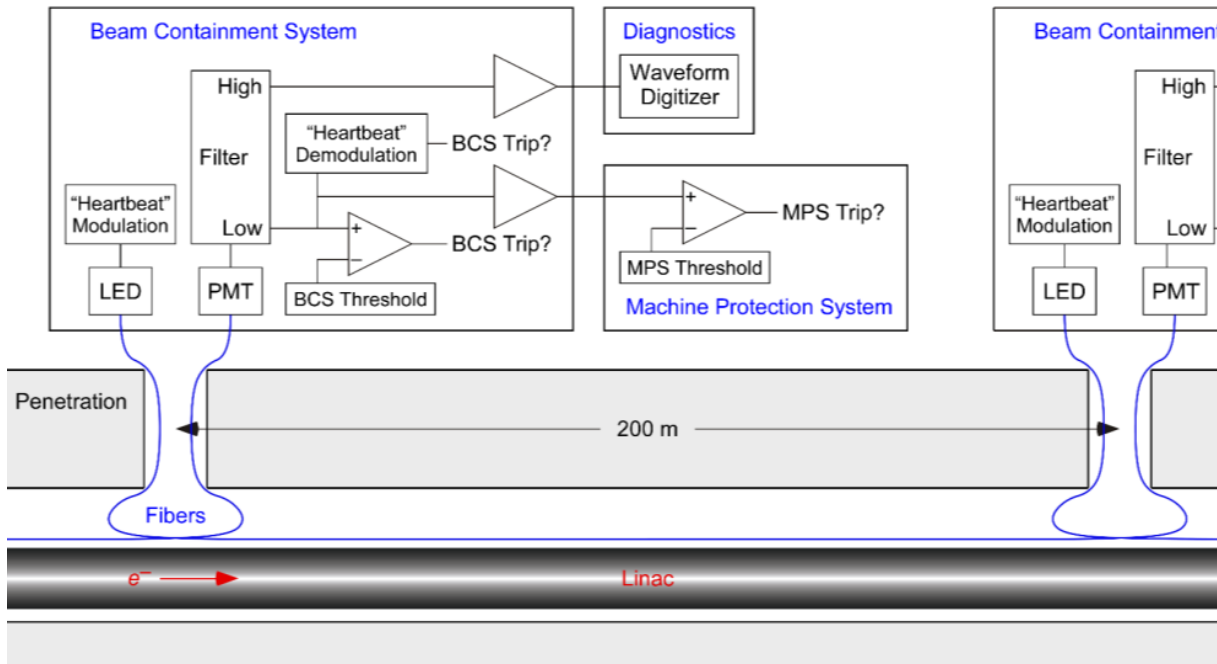 Beam Containment System
High
Filter
Low
"Heartbeat"
Modulation
LED
PMT
"Heartbeat"
Demodulation
BCS Trip?
+
−
BCS Trip?
BCS Threshold
Diagnostics
Waveform
Digitizer
+
−
MPS Trip?
MPS Threshold
Machine Protection System
Beam Containment
High
Filter
Low
"Heartbeat"
Modulation
LED
PMT
Penetration
200 m
Fibers
e−
Linac